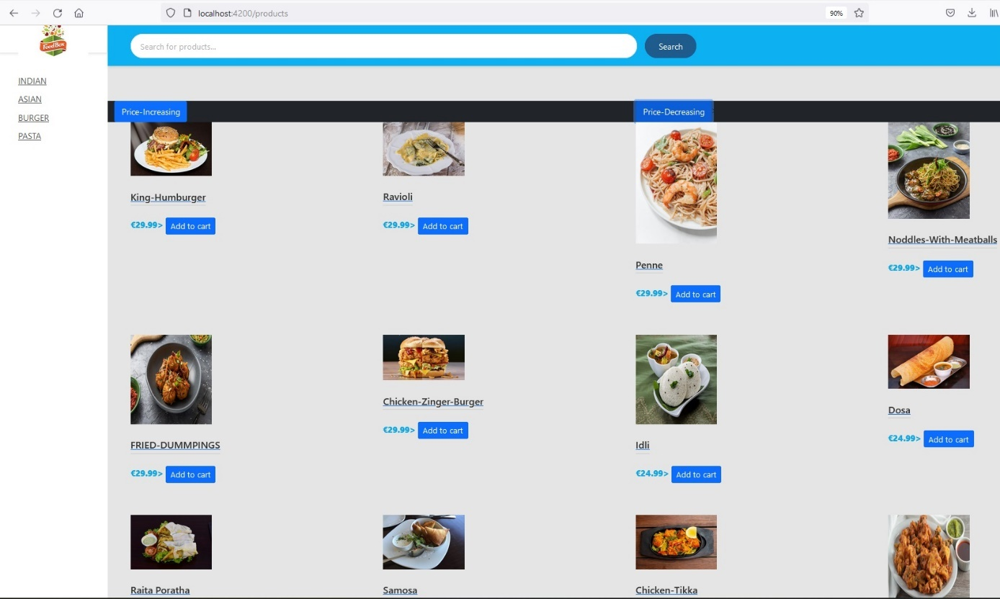 localhost:4200/products
90%
FeedBox
Search for products...
Search
INDIAN
ASIAN
BURGER
PASTA
Price-Increasing
Price-Decreasing
King-Humburger
€29.99> Add to cart
Ravioli
€29.99> Add to cart
Penne
€29.99> Add to cart
Noddles-With-Meatballs
€29.99> Add to cart
FRIED-DUMMPINGS
€29.99> Add to cart
Chicken-Zinger-Burger
€29.99> Add to cart
Idli
€24.99> Add to cart
Dosa
€24.99> Add to cart
Raita Poratha
Samosa
Chicken-Tikka